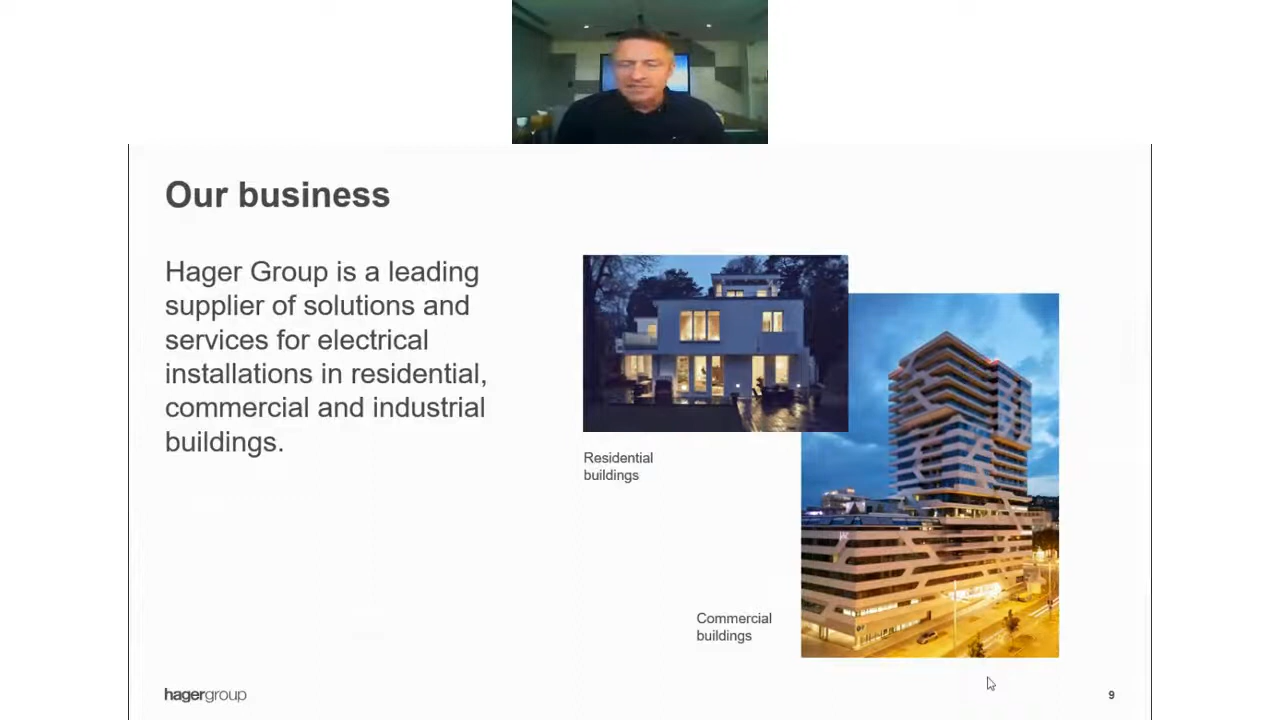 Our business
Hager Group is a leading
supplier of solutions and
services for electrical
installations in residential,
commercial and industrial
buildings.
Residential
buildings
Commercial
buildings
hagergroup
9